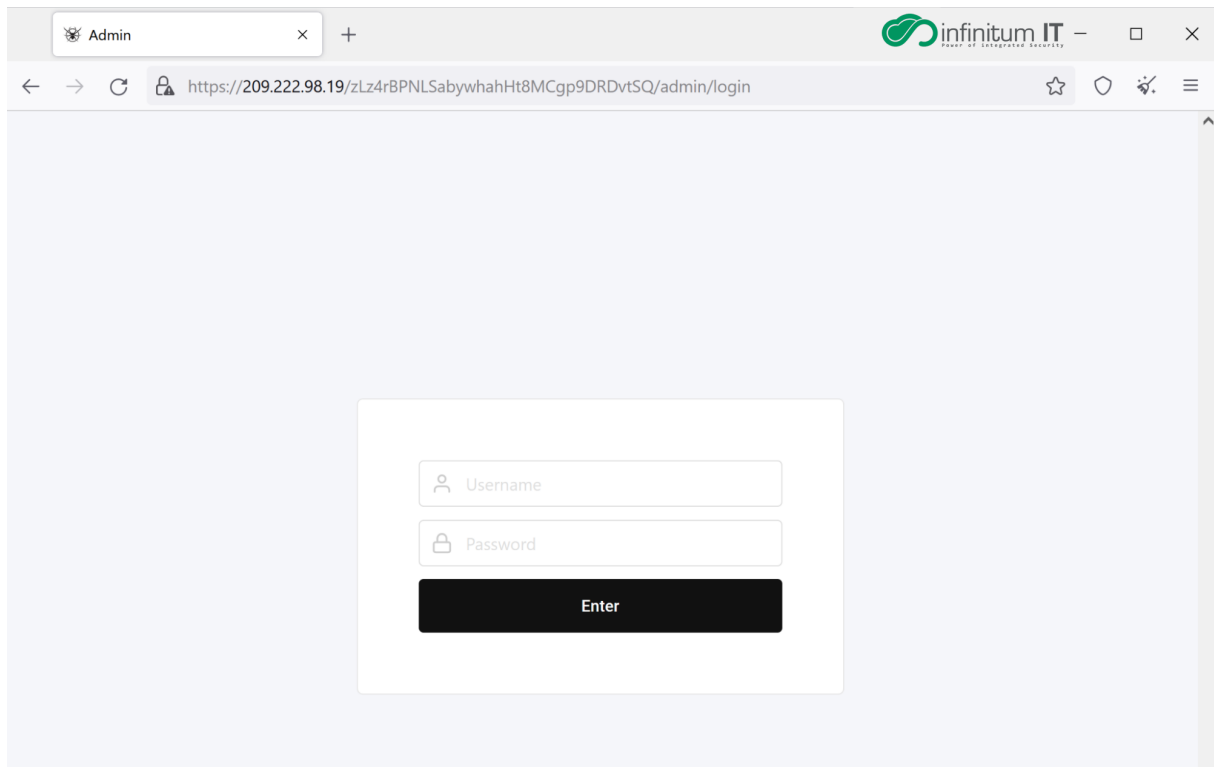 Admin
infinitum IT
Power of Integrated Security
https://209.222.98.19/zLz4rBPNLSabywhahHt8MCgp9DRDvtSQ/admin/login
Username
Password
Enter